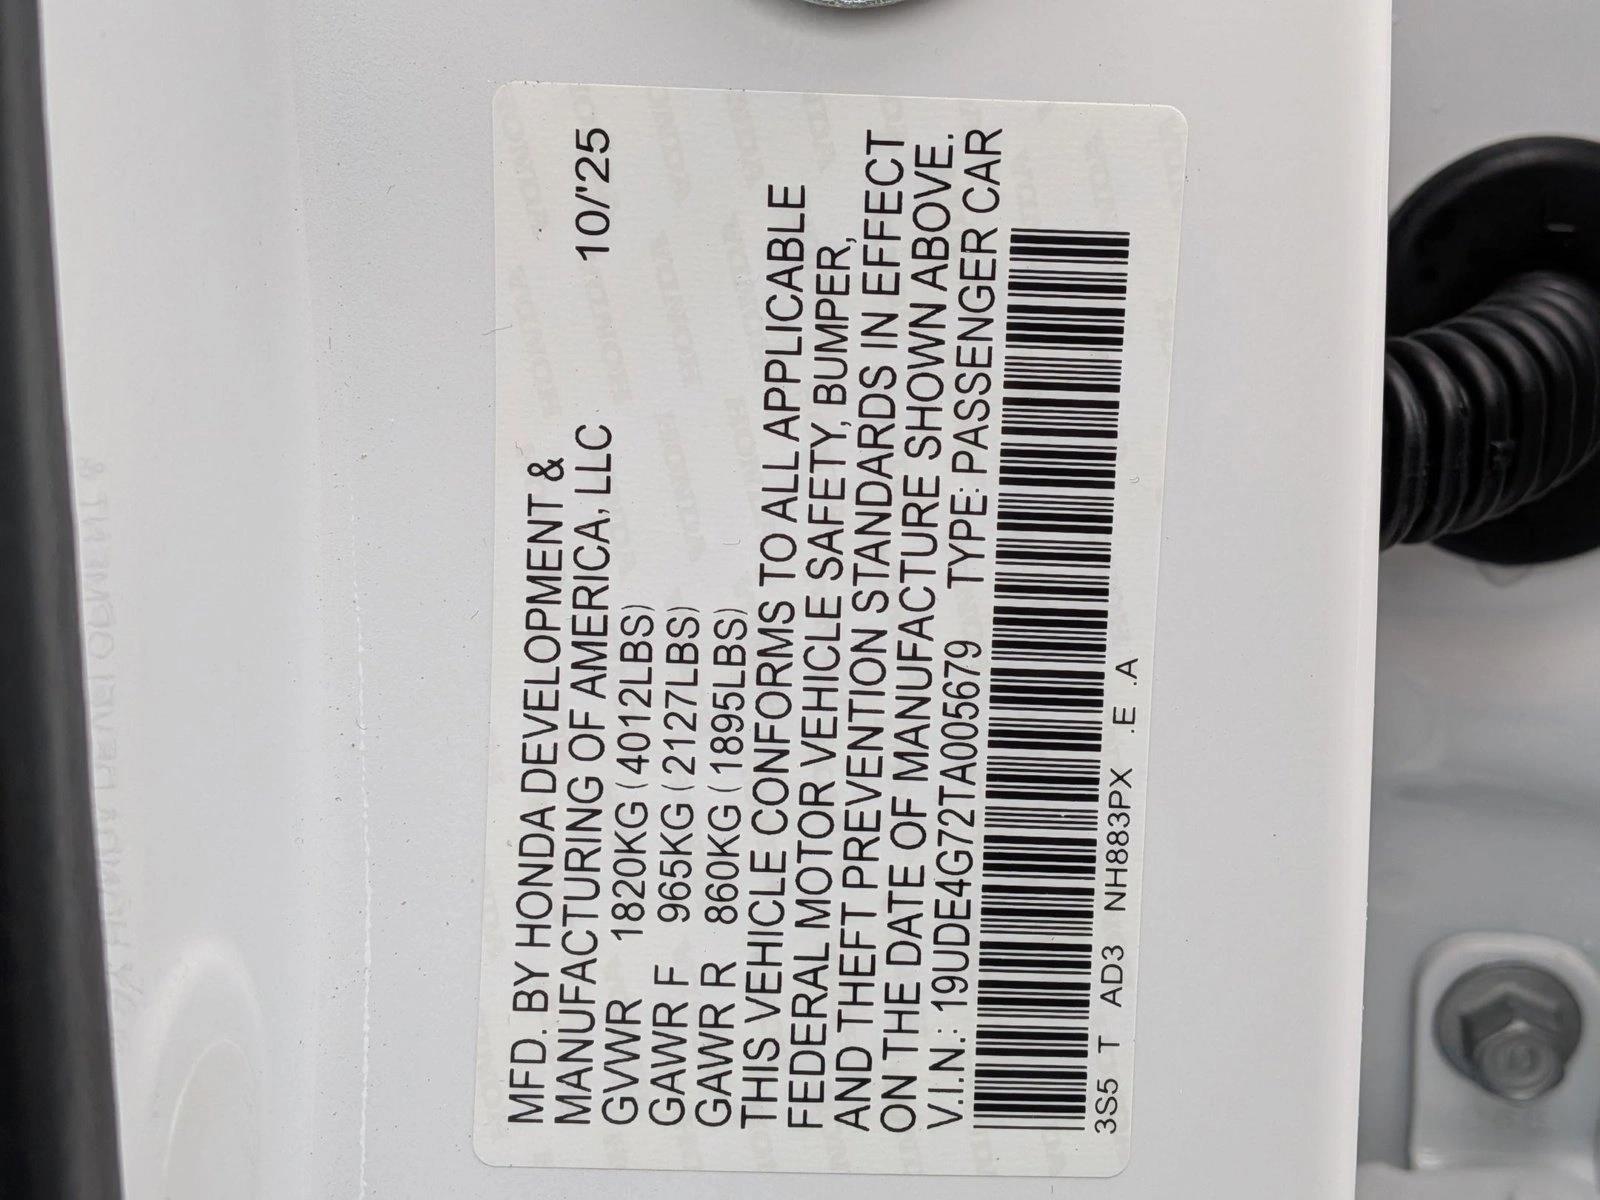 MFD. BY HONDA DEVELOPMENT &
MANUFACTURING OF AMERICA, LLC 10/'25
GVWR 1820KG (4012LBS)
GAWR F 965KG (2127LBS)
GAWR R 860KG (1895LBS)
THIS VEHICLE CONFORMS TO ALL APPLICABLE
FEDERAL MOTOR VEHICLE SAFETY, BUMPER,
AND THEFT PREVENTION STANDARDS IN EFFECT
ON THE DATE OF MANUFACTURE SHOWN ABOVE.
V.I.N.: 19UDE4G72TA005679 TYPE: PASSENGER CAR
3S5 T AD3 NH883PX .E .A